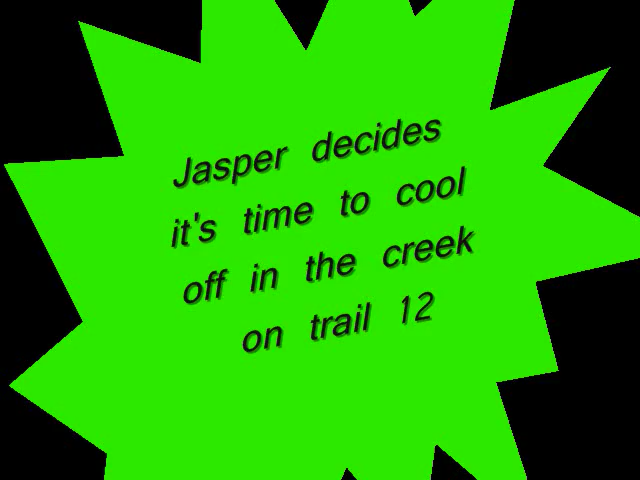 Jasper decides
it's time to cool
off in the creek
on trail 12